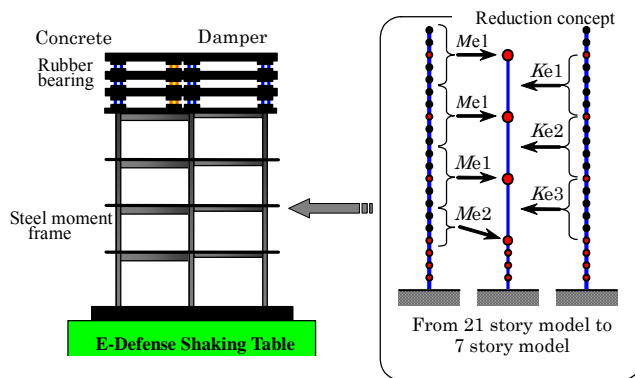 Concrete
Damper
Rubber
bearing
Steel moment
frame
E-Defense Shaking Table
Reduction concept
Me1
Ke1
Me1
Ke2
Me1
Ke3
Me2
From 21 story model to
7 story model